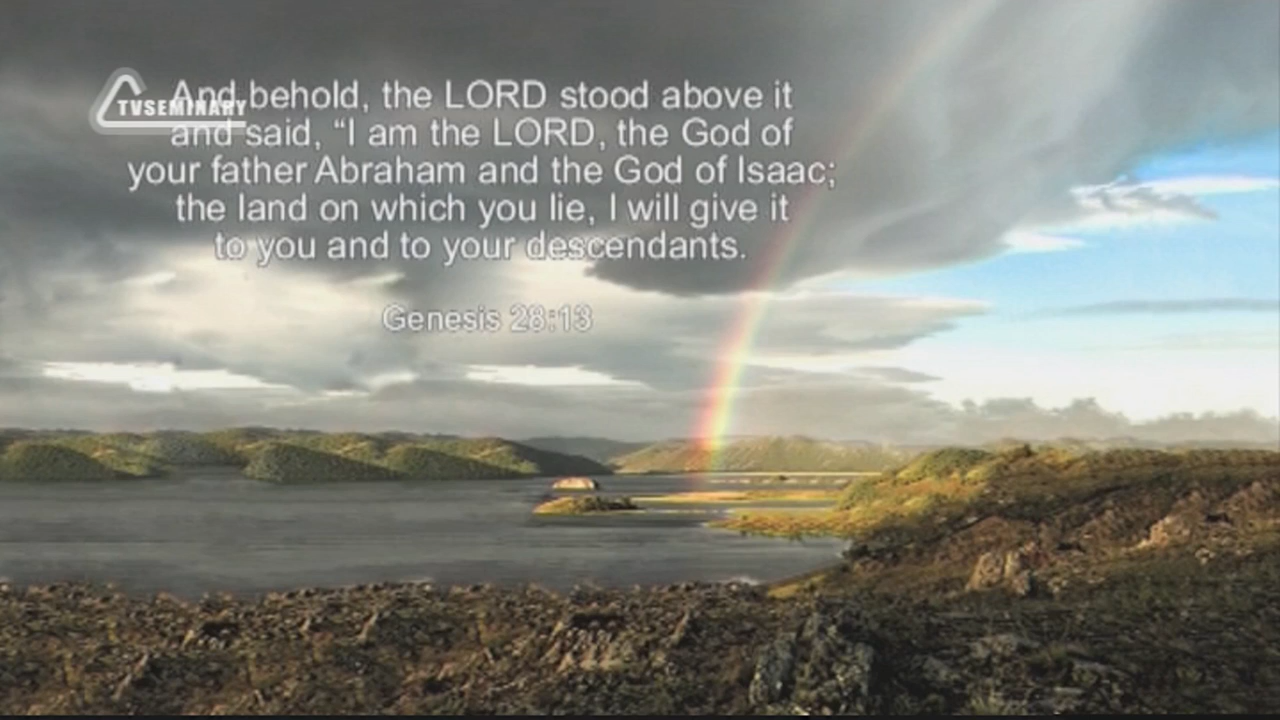 TVSEMINARY
And behold, the LORD stood above it
and said, “I am the LORD, the God of
your father Abraham and the God of Isaac;
the land on which you lie, I will give it
to you and to your descendants.
Genesis 28:13